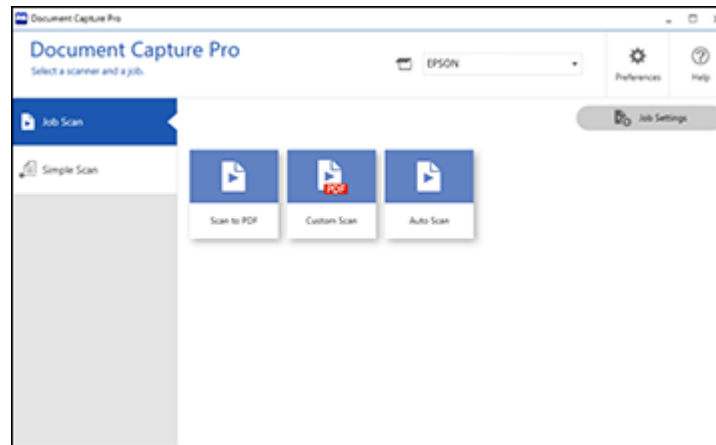 Document Capture Pro
Document Capture Pro
Select a scanner and a job.
EPSON
Preferences
Help
Job Scan
Job Settings
Simple Scan
PDF
Scan to PDF
Custom Scan
Auto Scan